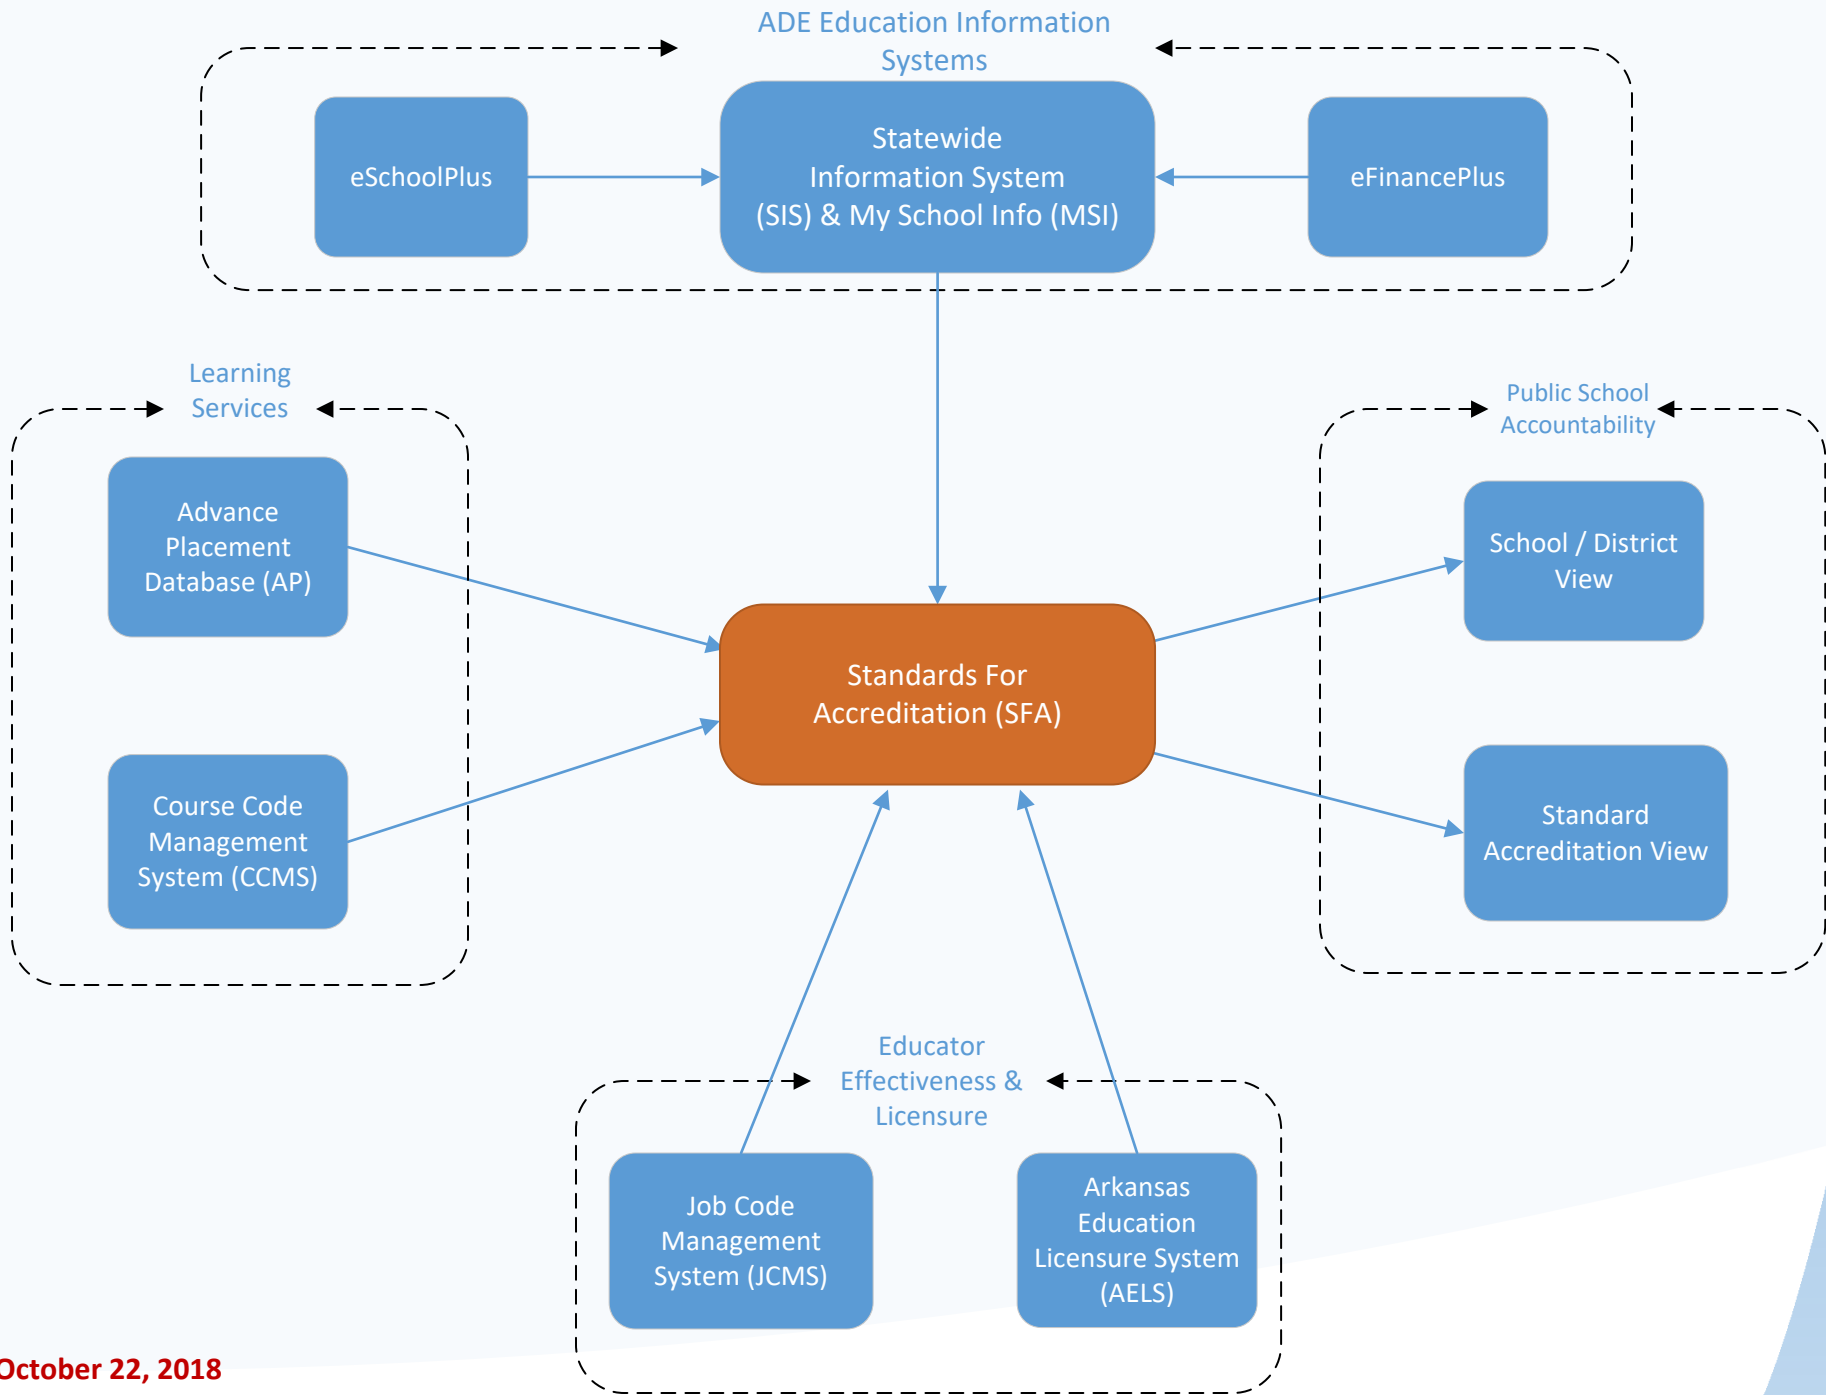 ADE Education Information
Systems
eSchoolPlus
Statewide
Information System
(SIS) & My School Info (MSI)
eFinancePlus
Learning
Services
Advance
Placement
Database (AP)
Course Code
Management
System (CCMS)
Standards For
Accreditation (SFA)
Public School
Accountability
School / District
View
Standard
Accreditation View
Educator
Effectiveness &
Licensure
Job Code
Management
System (JCMS)
Arkansas
Education
Licensure System
(AELS)
October 22, 2018